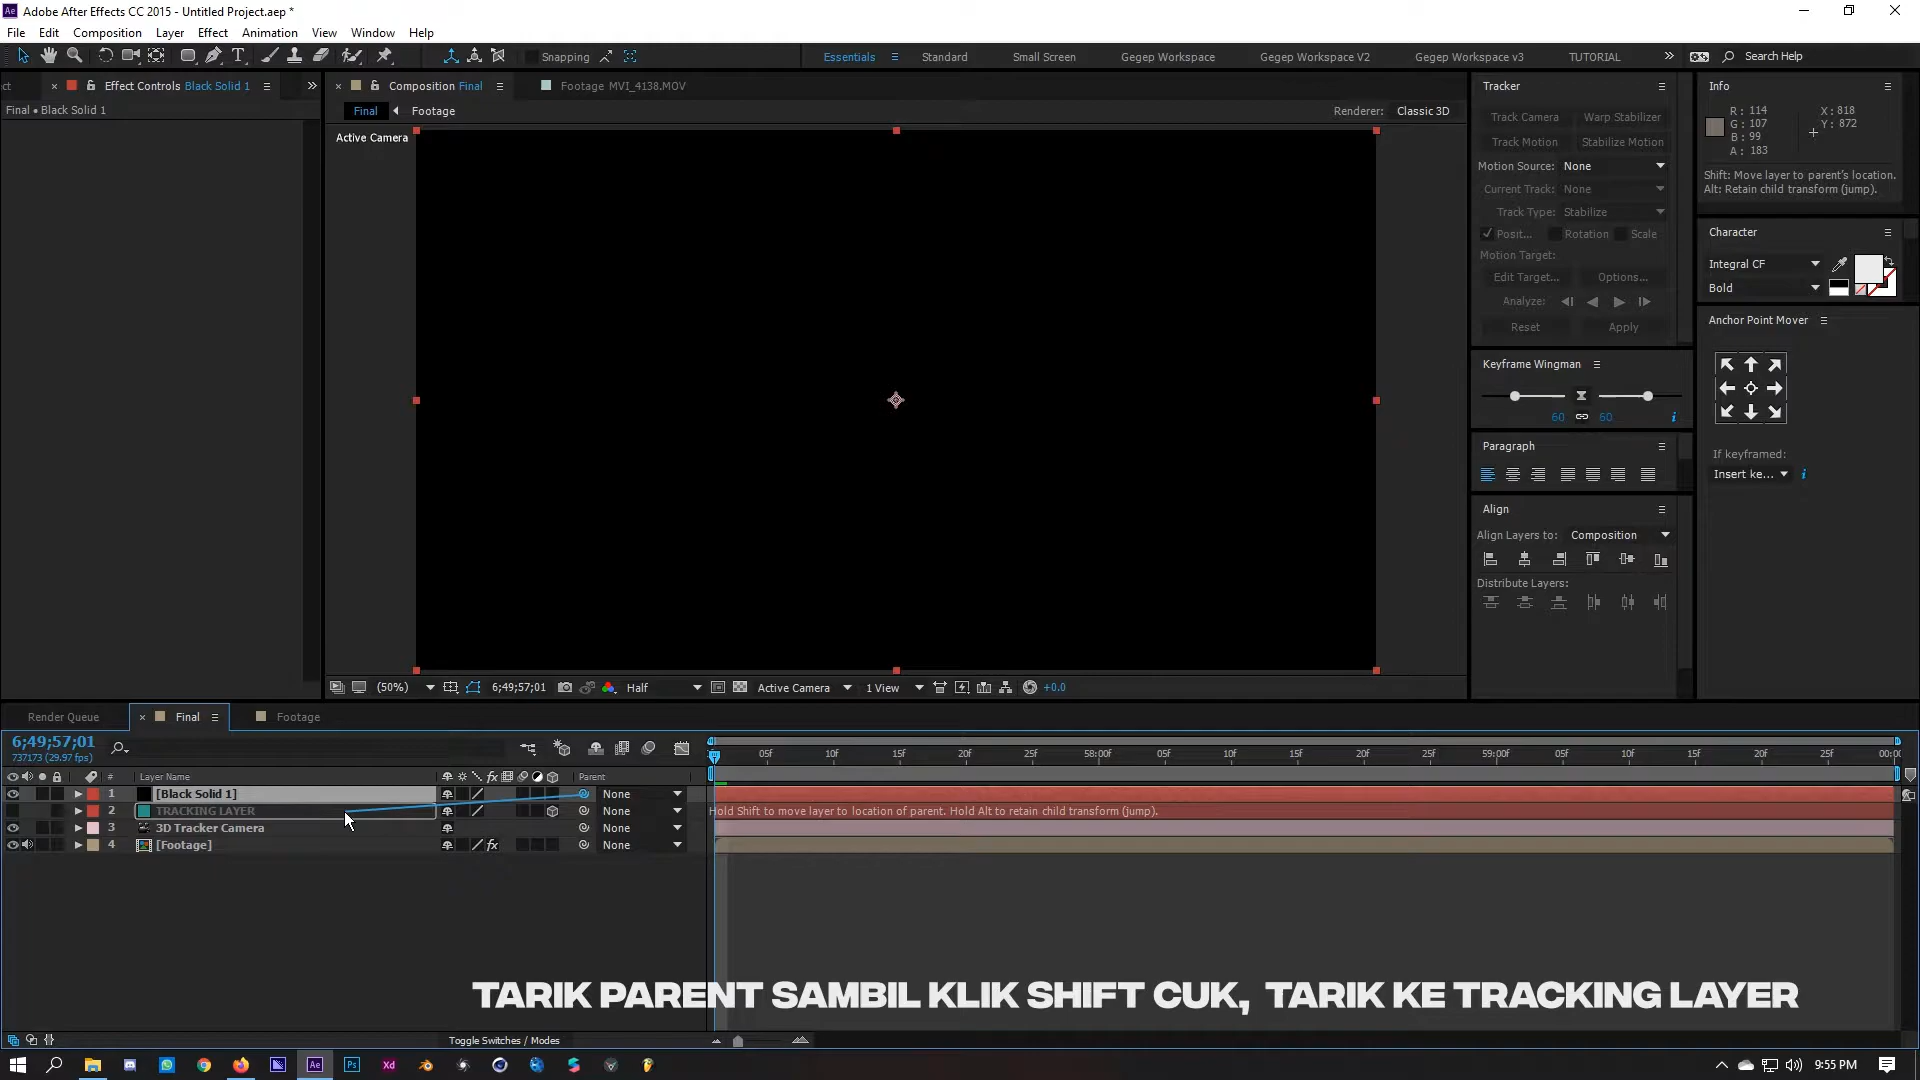 Adobe After Effects CC 2015 - Untitled Project.aep *
File Edit Composition Layer Effect Animation View Window Help
Snapping
Essentials Standard Small Screen Gegep Workspace Gegep Workspace V2 Gegep Workspace v3 TUTORIAL Search Help
ct Effect Controls Black Solid 1
Final • Black Solid 1
Composition Final
Footage MVI_4138.MOV
Final Footage
Renderer: Classic 3D
Active Camera
Tracker
Track Camera Warp Stabilizer
Track Motion Stabilize Motion
Motion Source: None
Current Track: None
Track Type: Stabilize
Posit... Rotation Scale
Motion Target:
Edit Target... Options...
Analyze:
Reset Apply
Info
R: 114 X: 818
G: 107 Y: 872
B: 99
A: 183
Shift: Move layer to parent's location.
Alt: Retain child transform (jump).
Character
Integral CF
Bold
Anchor Point Mover
If keyframed:
Insert ke...
Keyframe Wingman
60 60
Paragraph
Align
Align Layers to: Composition
Distribute Layers:
(50%) 6;49;57;01 Half Active Camera 1 View +0.0
Render Queue Final Footage
6;49;57;01
737173 (29.97 fps)
05f 10f 15f 20f 25f 58:00f 05f 10f 15f 20f 25f 59:00f 05f 10f 15f 20f 25f 00:00
# Layer Name fx Parent
1 [Black Solid 1] None
2 TRACKING LAYER None
Hold Shift to move layer to location of parent. Hold Alt to retain child transform (jump).
3 3D Tracker Camera None
4 [Footage] fx None
TARIK PARENT SAMBIL KLIK SHIFT CUK, TARIK KE TRACKING LAYER
Toggle Switches / Modes
Ae Ps Xd
9:55 PM